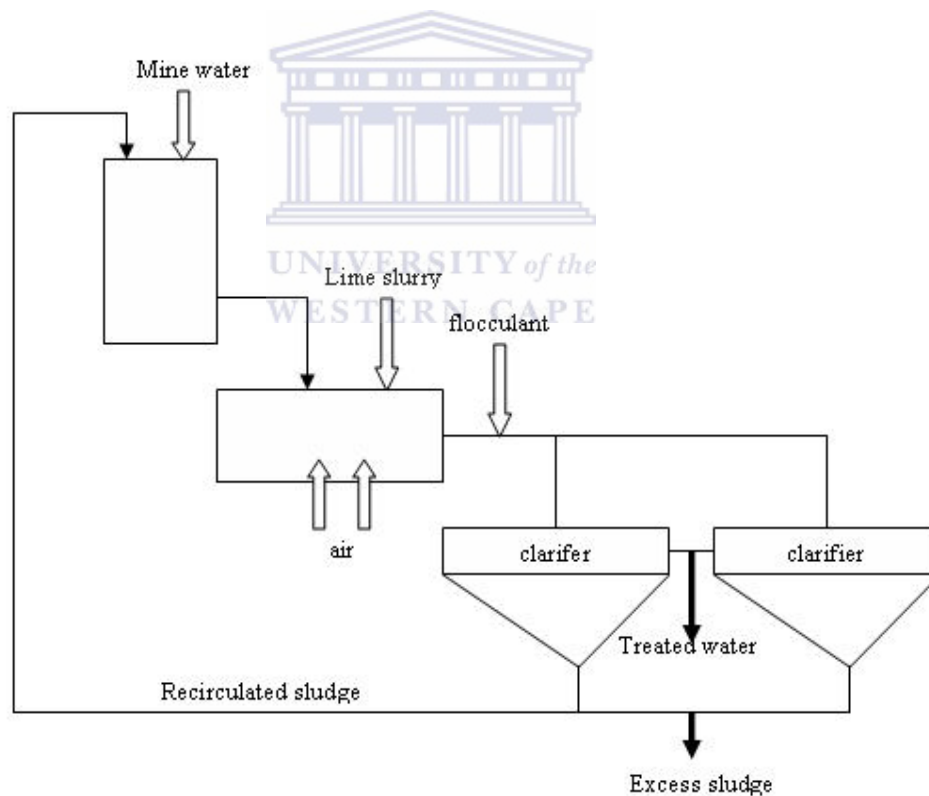 Mine water
UNIVERSITY of the
Lime slurry
WESTERN CAPE
flocculant
air
clarifer
clarifier
Treated water
Recirculated sludge
Excess sludge